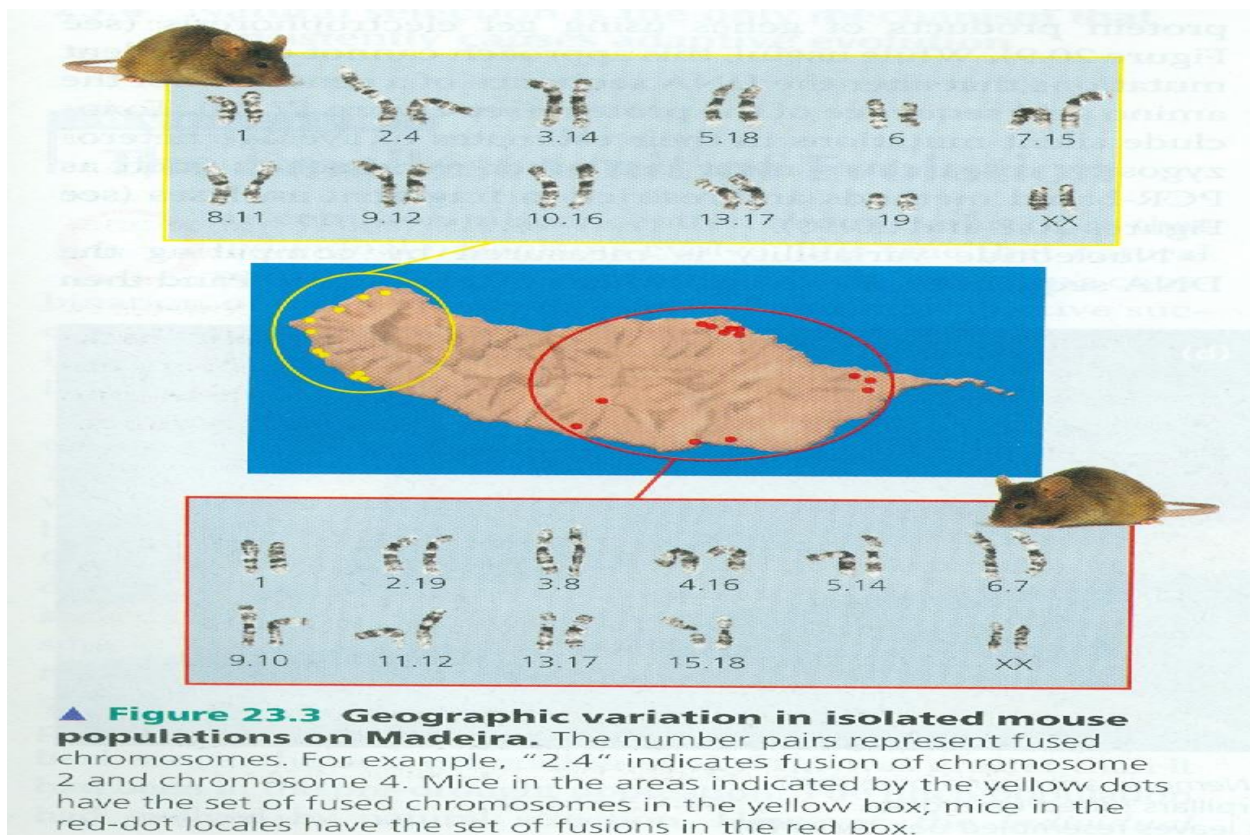 1 2.4 3.14 5.18 6 7.15
8.11 9.12 10.16 13.17 19 XX
1 2.19 3.8 4.16 5.14 6.7
9.10 11.12 13.17 15.18 XX
▲ Figure 23.3 Geographic variation in isolated mouse
populations on Madeira. The number pairs represent fused
chromosomes. For example, "2.4" indicates fusion of chromosome
2 and chromosome 4. Mice in the areas indicated by the yellow dots
have the set of fused chromosomes in the yellow box; mice in the
red-dot locales have the set of fusions in the red box.